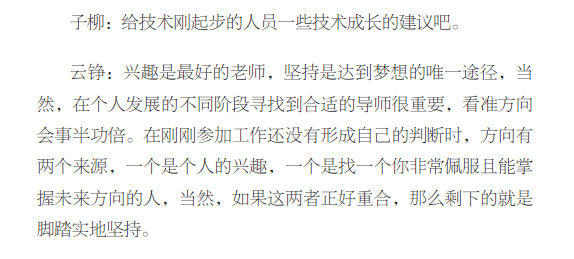 子柳：给技术刚起步的人员一些技术成长的建议吧。
云铮：兴趣是最好的老师，坚持是达到梦想的唯一途径，当
然，在个人发展的不同阶段寻找到合适的导师很重要，看准方向
会事半功倍。在刚刚参加工作还没有形成自己的判断时，方向有
两个来源，一个是个人的兴趣，一个是找一个你非常佩服且能掌
握未来方向的人，当然，如果这两者正好重合，那么剩下的就是
脚踏实地坚持。